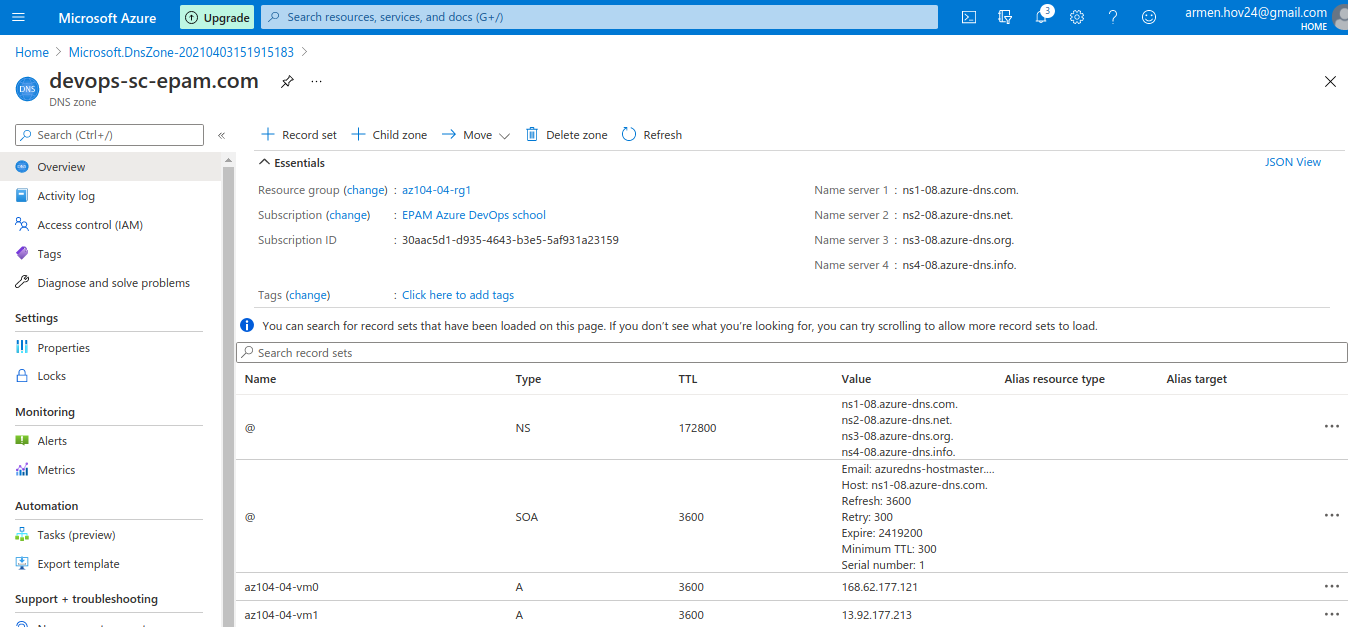 Microsoft Azure
Upgrade
Search resources, services, and docs (G+/)
3
armen.hov24@gmail.com
HOME
Home > Microsoft.DnsZone-20210403151915183 >
DNS
devops-sc-epam.com
...
DNS zone
Search (Ctrl+/)
«
Record set
Child zone
Move
Delete zone
Refresh
Overview
Activity log
Access control (IAM)
Tags
Diagnose and solve problems
Settings
Properties
Locks
Monitoring
Alerts
Metrics
Automation
Tasks (preview)
Export template
Support + troubleshooting
Essentials
JSON View
Resource group (change) : az104-04-rg1
Subscription (change) : EPAM Azure DevOps school
Subscription ID : 30aac5d1-d935-4643-b3e5-5af931a23159
Name server 1 : ns1-08.azure-dns.com.
Name server 2 : ns2-08.azure-dns.net.
Name server 3 : ns3-08.azure-dns.org.
Name server 4 : ns4-08.azure-dns.info.
Tags (change) : Click here to add tags
You can search for record sets that have been loaded on this page. If you don't see what you're looking for, you can try scrolling to allow more record sets to load.
Search record sets
Name Type TTL Value Alias resource type Alias target
@ NS 172800
ns1-08.azure-dns.com.
ns2-08.azure-dns.net.
ns3-08.azure-dns.org.
ns4-08.azure-dns.info.
@ SOA 3600
Email: azuredns-hostmaster....
Host: ns1-08.azure-dns.com.
Refresh: 3600
Retry: 300
Expire: 2419200
Minimum TTL: 300
Serial number: 1
az104-04-vm0 A 3600 168.62.177.121
az104-04-vm1 A 3600 13.92.177.213